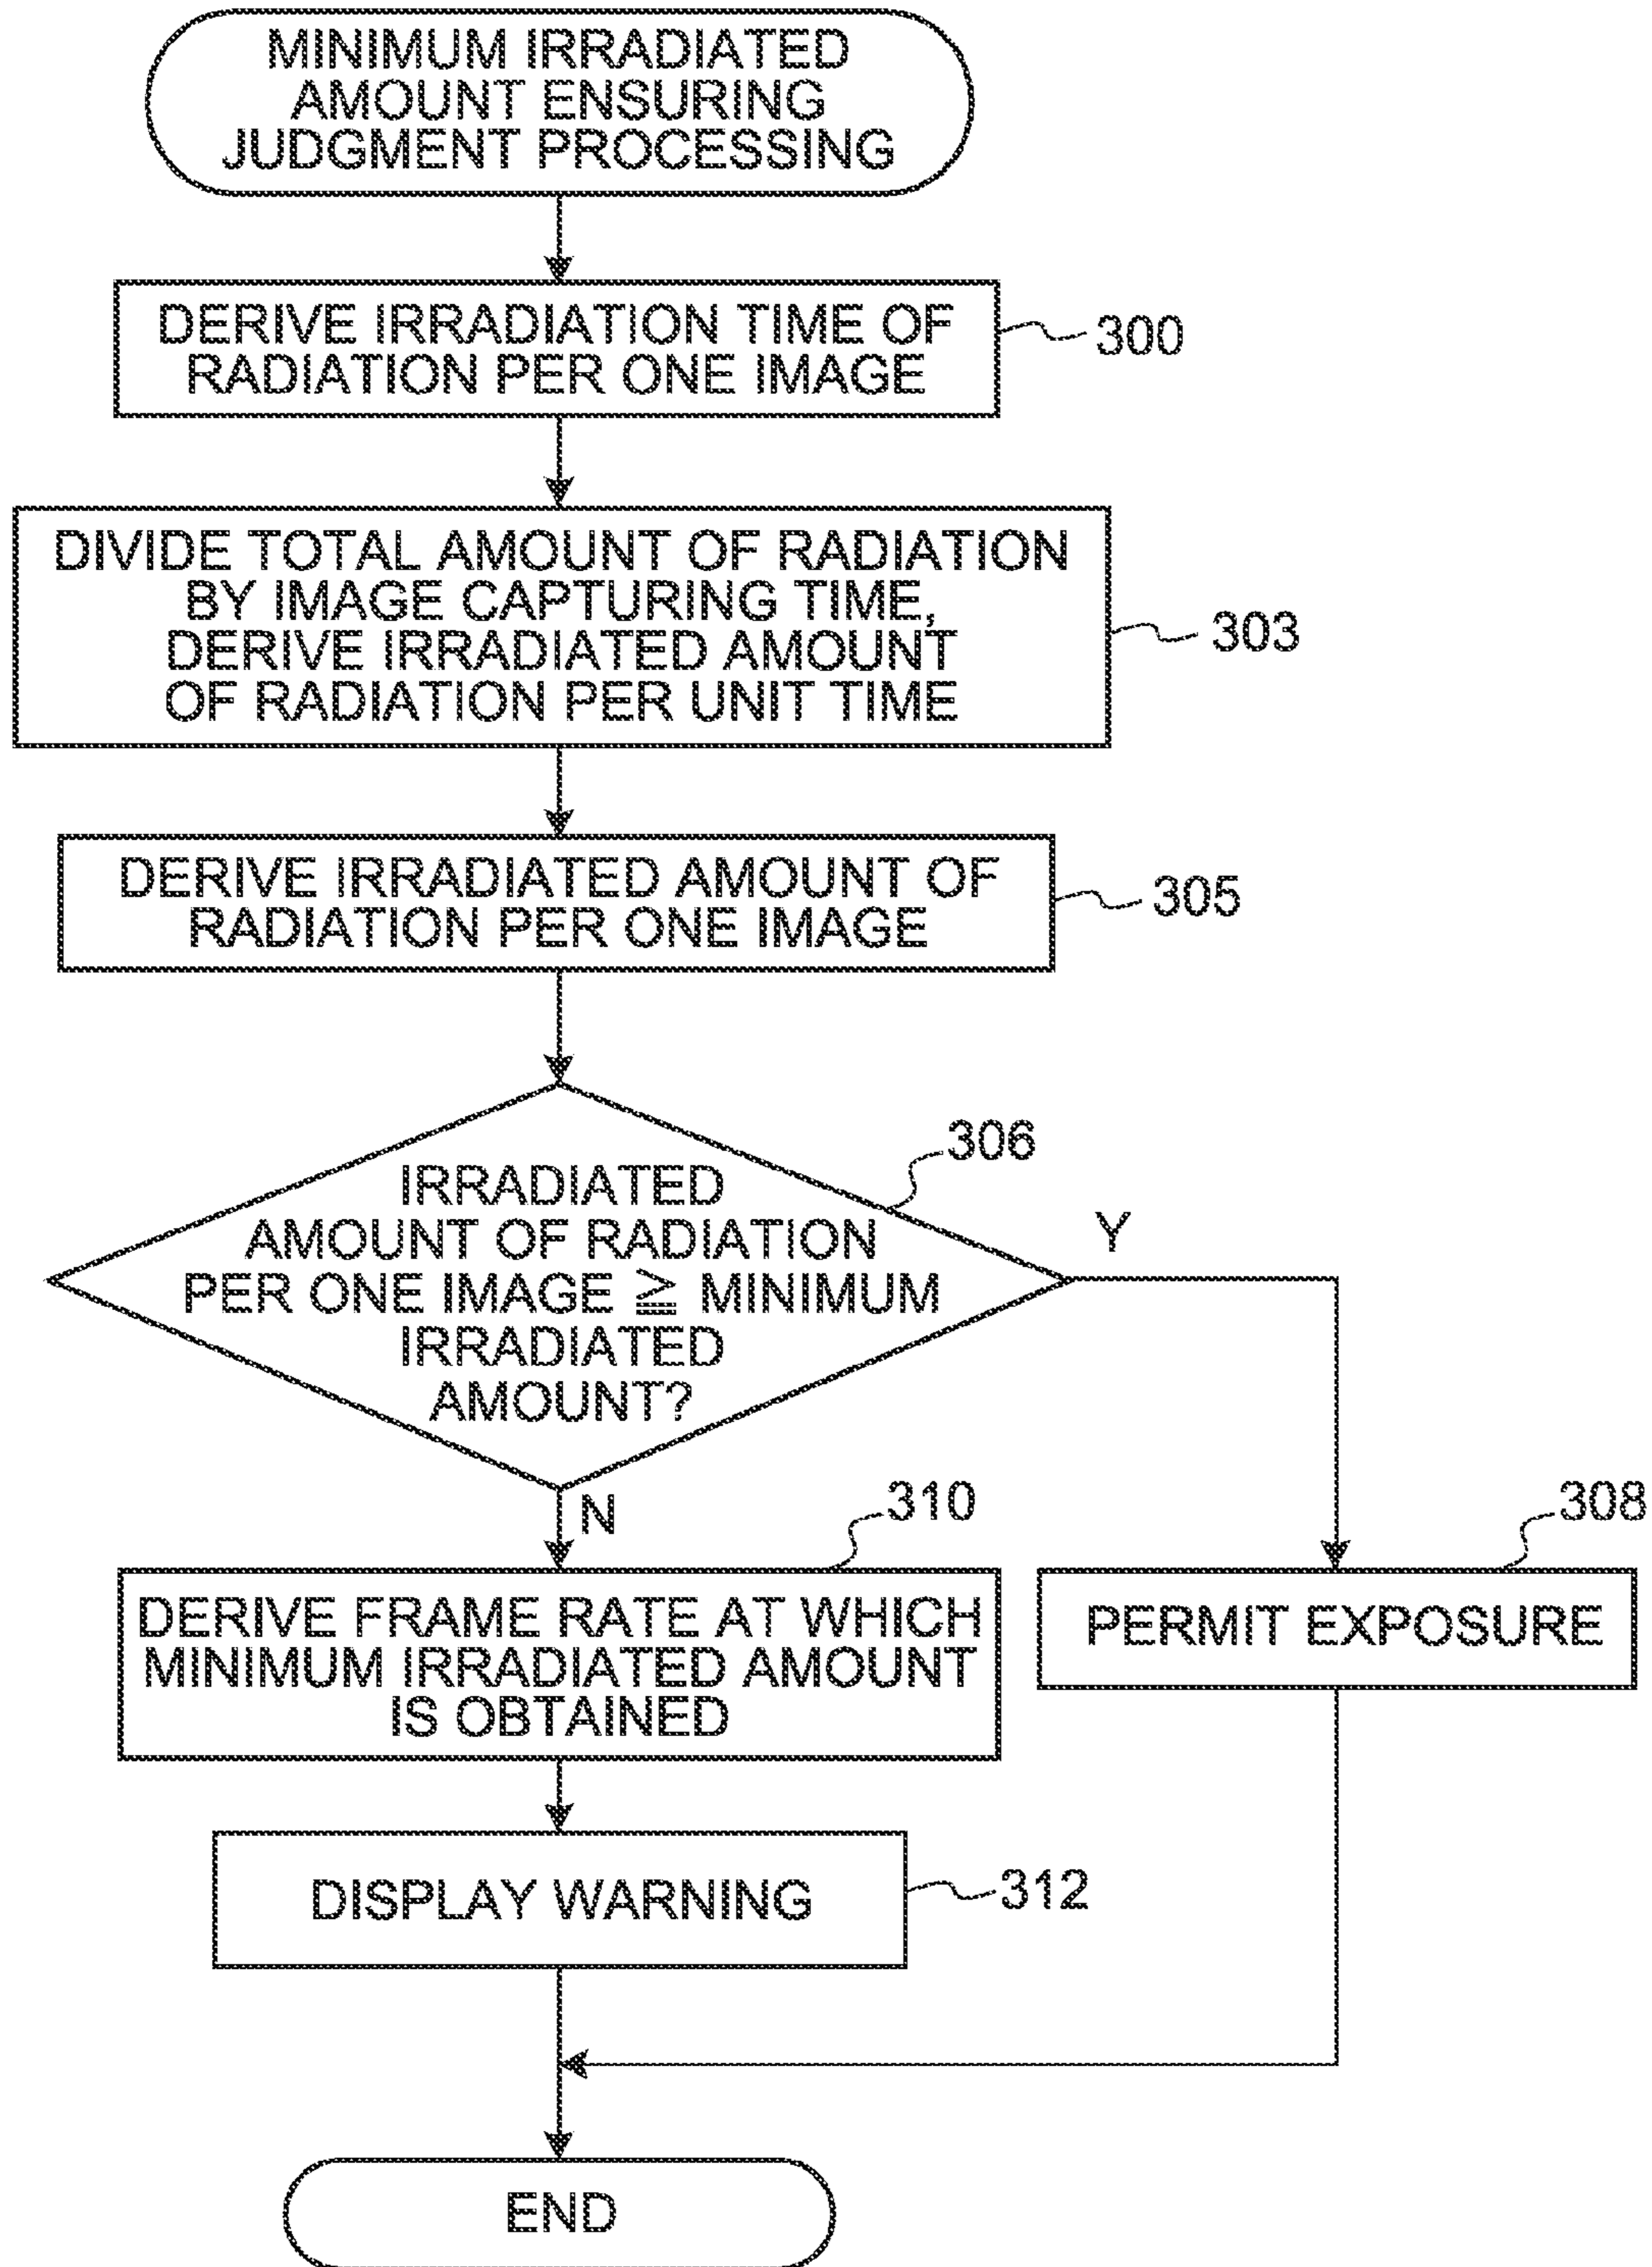 MINIMUM IRRADIATED
AMOUNT ENSURING
JUDGMENT PROCESSING
DERIVE IRRADIATION TIME OF
RADIATION PER ONE IMAGE
300
DIVIDE TOTAL AMOUNT OF RADIATION
BY IMAGE CAPTURING TIME,
DERIVE IRRADIATED AMOUNT
OF RADIATION PER UNIT TIME
303
DERIVE IRRADIATED AMOUNT OF
RADIATION PER ONE IMAGE
305
306
IRRADIATED
AMOUNT OF RADIATION
PER ONE IMAGE ≧ MINIMUM
IRRADIATED
AMOUNT?
Y
N
310
DERIVE FRAME RATE AT WHICH
MINIMUM IRRADIATED AMOUNT
IS OBTAINED
308
PERMIT EXPOSURE
DISPLAY WARNING
312
END